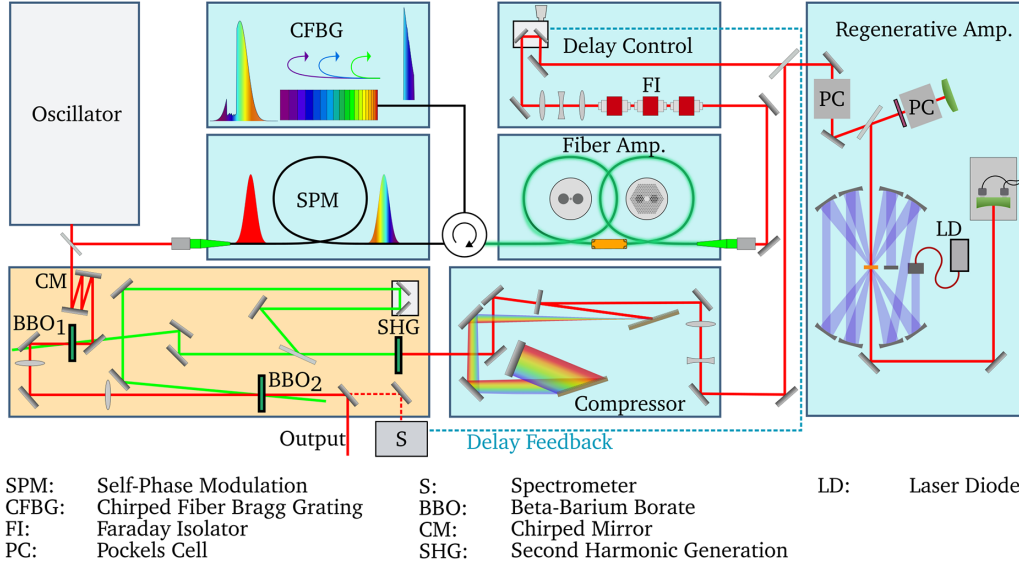 Oscillator
CFBG
Delay Control
FI
Regenerative Amp.
PC
PC
SPM
Fiber Amp.
LD
CM
BBO1
SHG
BBO2
Compressor
Output
S
Delay Feedback
SPM: Self-Phase Modulation
CFBG: Chirped Fiber Bragg Grating
FI: Faraday Isolator
PC: Pockels Cell
S: Spectrometer
BBO: Beta-Barium Borate
CM: Chirped Mirror
SHG: Second Harmonic Generation
LD: Laser Diode